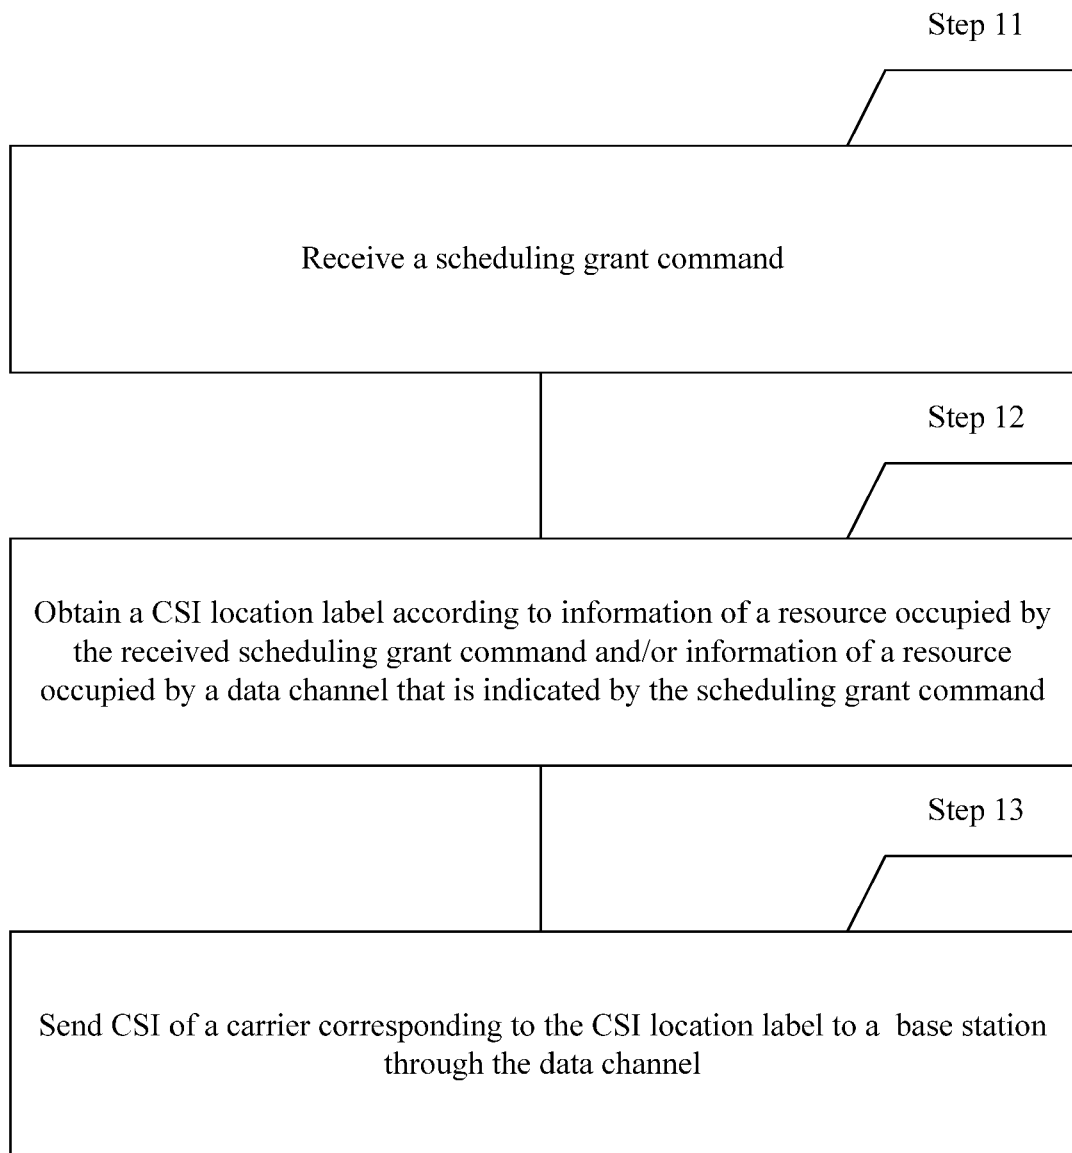 Step 11
Receive a scheduling grant command
Step 12
Obtain a CSI location label according to information of a resource occupied by
the received scheduling grant command and/or information of a resource
occupied by a data channel that is indicated by the scheduling grant command
Step 13
Send CSI of a carrier corresponding to the CSI location label to a base station
through the data channel